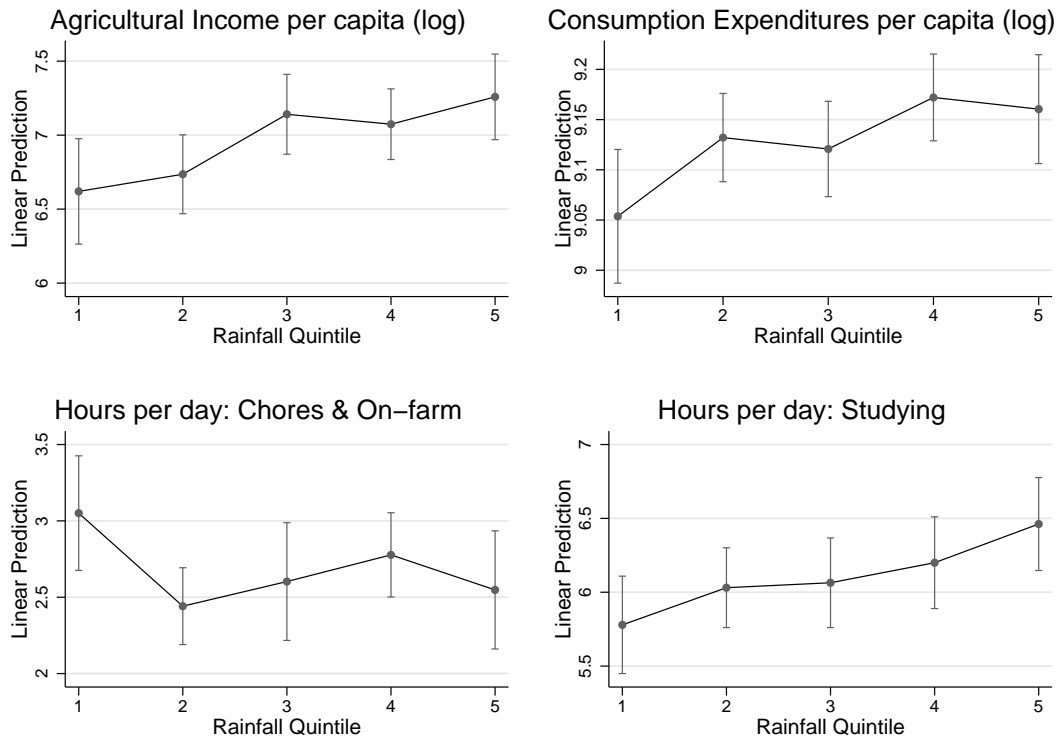 Agricultural Income per capita (log)
Linear Prediction
7.5
7
6.5
6
1 2 3 4 5
Rainfall Quintile
Consumption Expenditures per capita (log)
Linear Prediction
9.2
9.15
9.1
9.05
9
1 2 3 4 5
Rainfall Quintile
Hours per day: Chores & On−farm
Linear Prediction
3.5
3
2.5
2
1 2 3 4 5
Rainfall Quintile
Hours per day: Studying
Linear Prediction
7
6.5
6
5.5
1 2 3 4 5
Rainfall Quintile